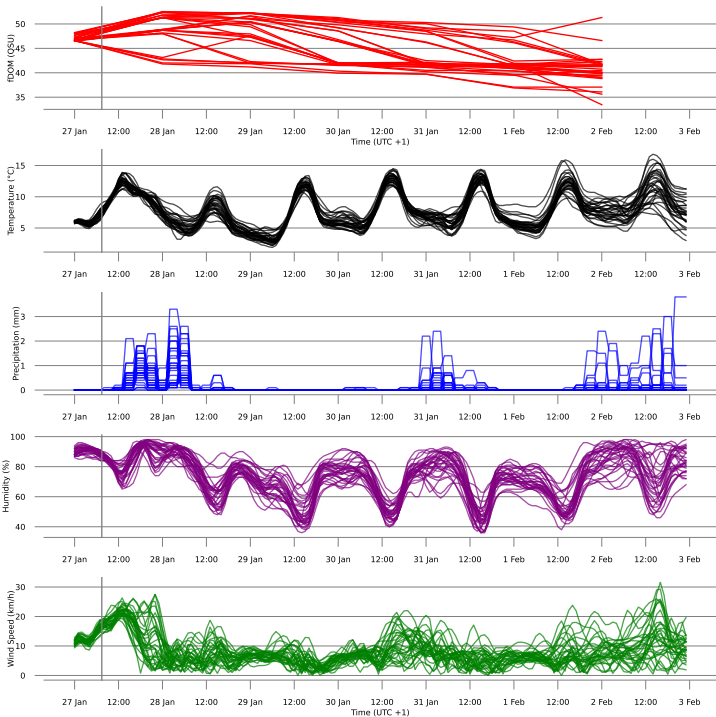 fDOM (QSU)
50
45
40
35
27 Jan 12:00 28 Jan 12:00 29 Jan 12:00 30 Jan 12:00 31 Jan 12:00 1 Feb 12:00 2 Feb 12:00 3 Feb
Time (UTC +1)
Temperature (°C)
15
10
5
27 Jan 12:00 28 Jan 12:00 29 Jan 12:00 30 Jan 12:00 31 Jan 12:00 1 Feb 12:00 2 Feb 12:00 3 Feb
Precipitation (mm)
3
2
1
0
27 Jan 12:00 28 Jan 12:00 29 Jan 12:00 30 Jan 12:00 31 Jan 12:00 1 Feb 12:00 2 Feb 12:00 3 Feb
Humidity (%)
100
80
60
40
27 Jan 12:00 28 Jan 12:00 29 Jan 12:00 30 Jan 12:00 31 Jan 12:00 1 Feb 12:00 2 Feb 12:00 3 Feb
Wind Speed (km/h)
30
20
10
0
27 Jan 12:00 28 Jan 12:00 29 Jan 12:00 30 Jan 12:00 31 Jan 12:00 1 Feb 12:00 2 Feb 12:00 3 Feb
Time (UTC +1)